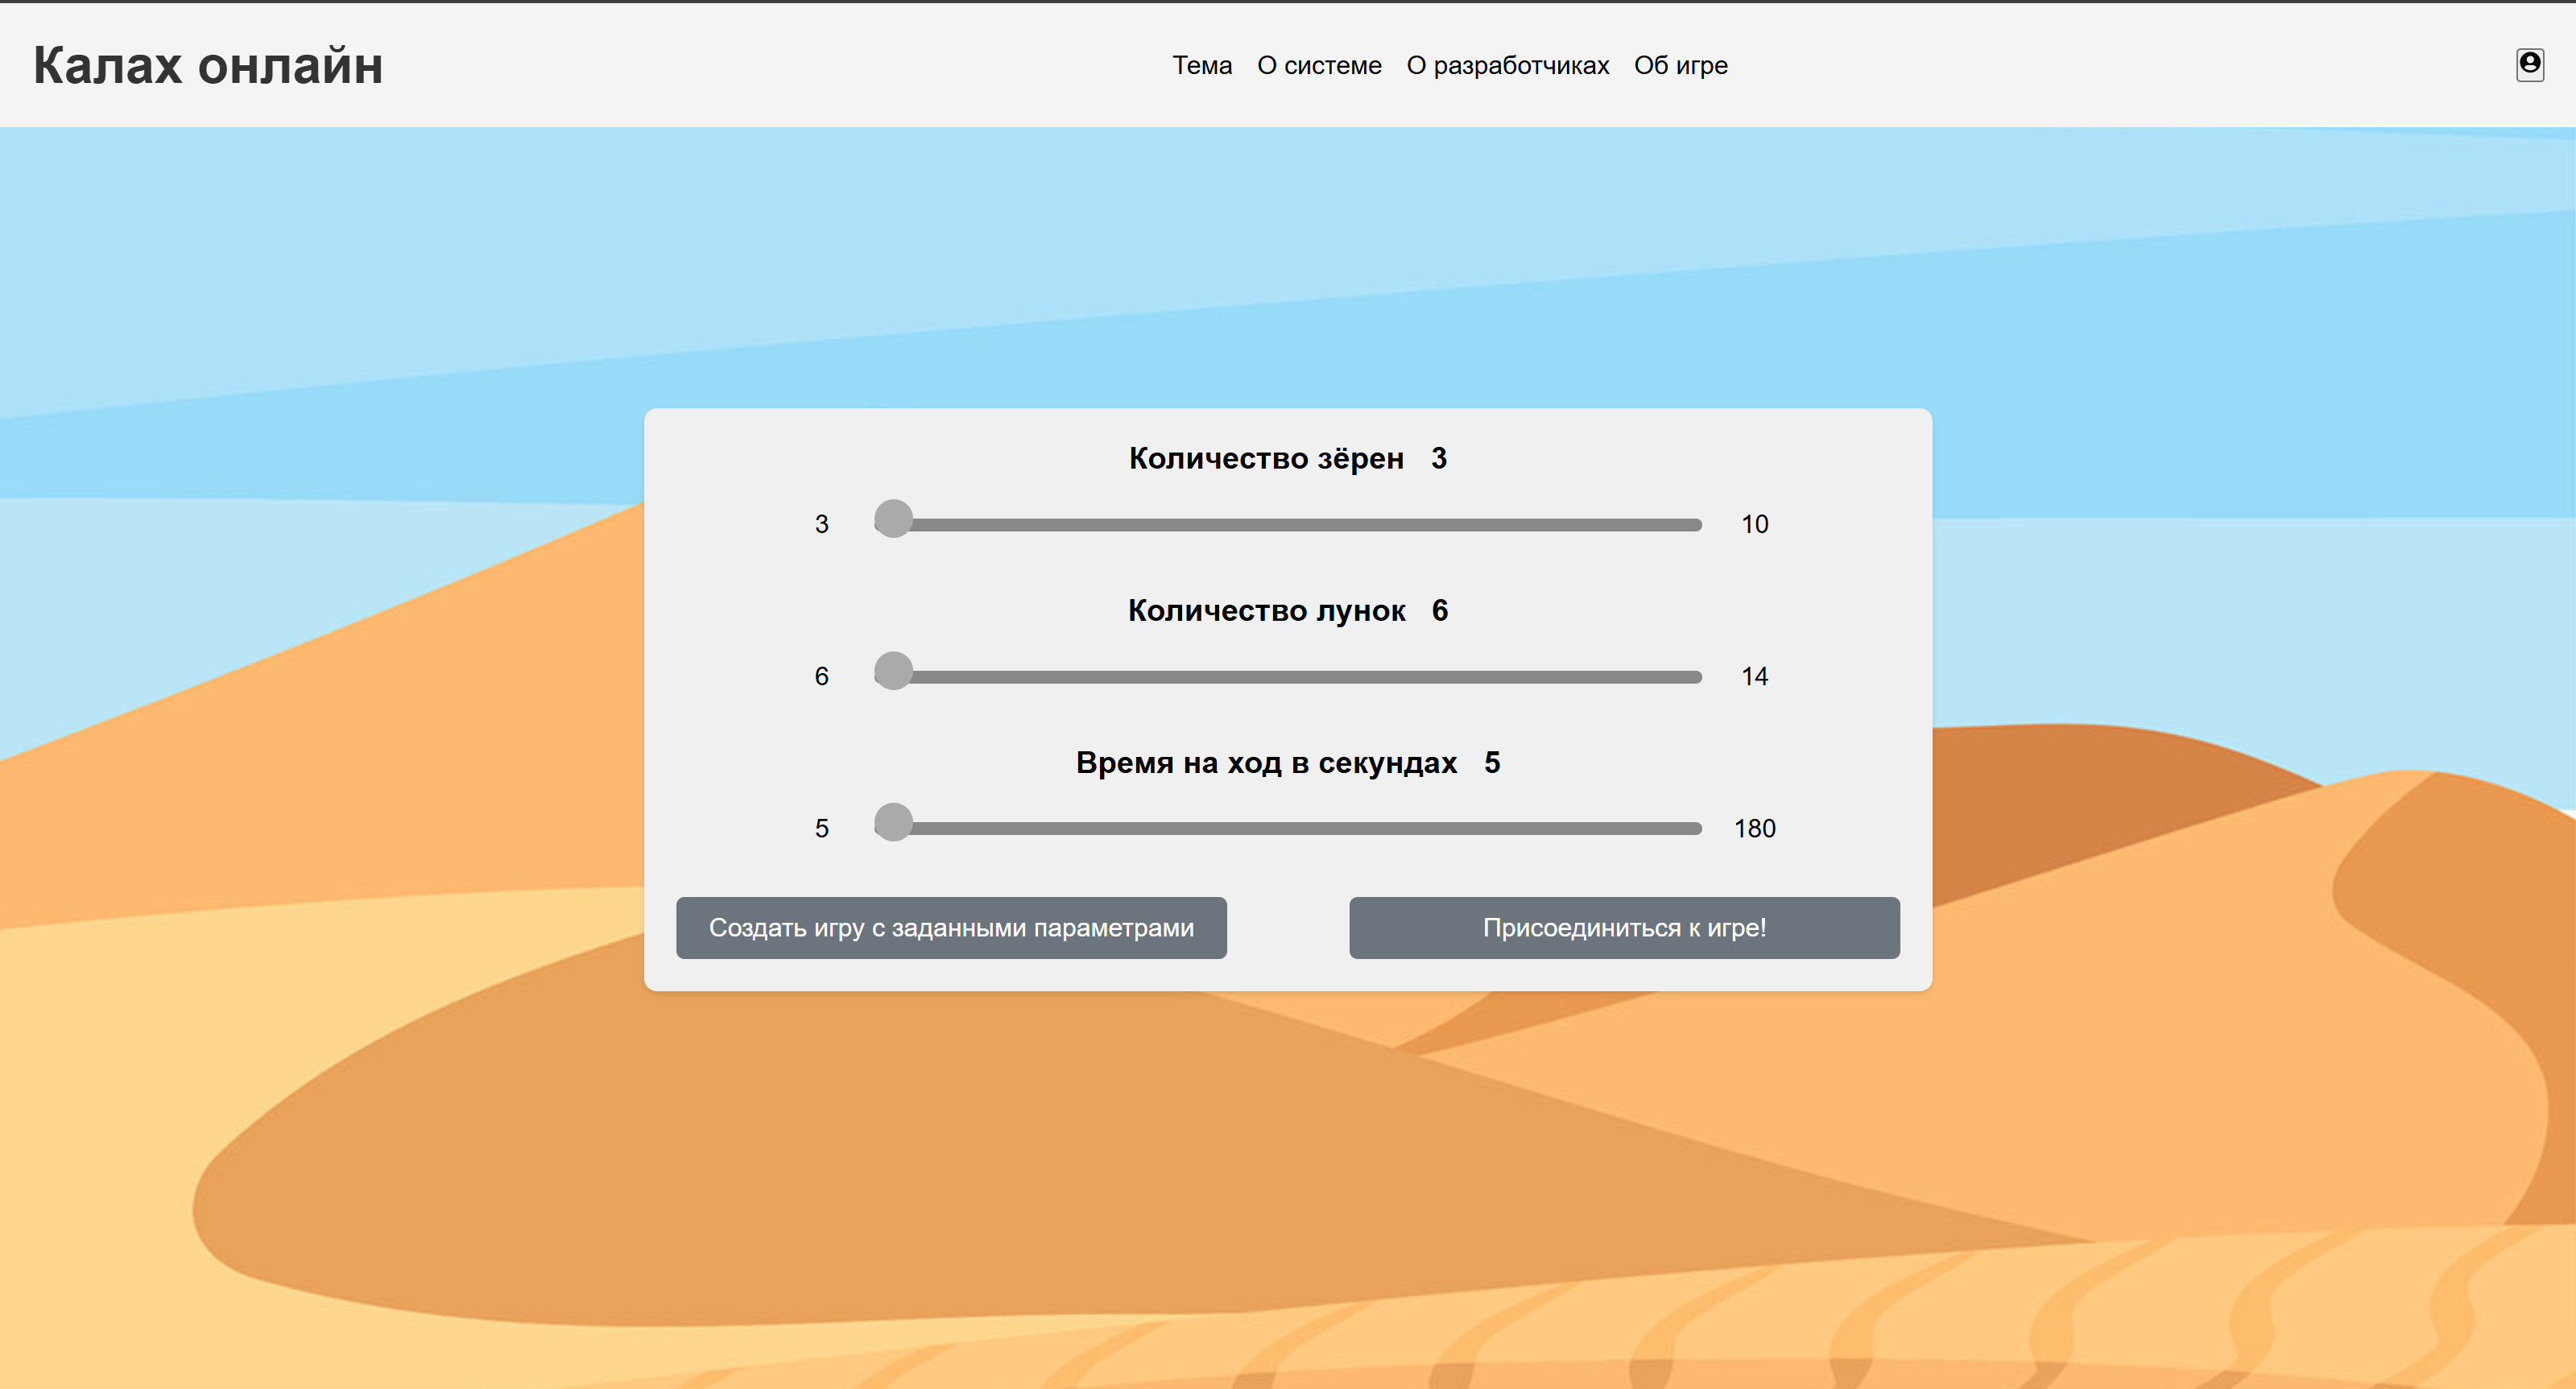 Калах онлайн
Тема О системе О разработчиках Об игре
Количество зёрен 3
3 10
Количество лунок 6
6 14
Время на ход в секундах 5
5 180
Создать игру с заданными параметрами
Присоединиться к игре!